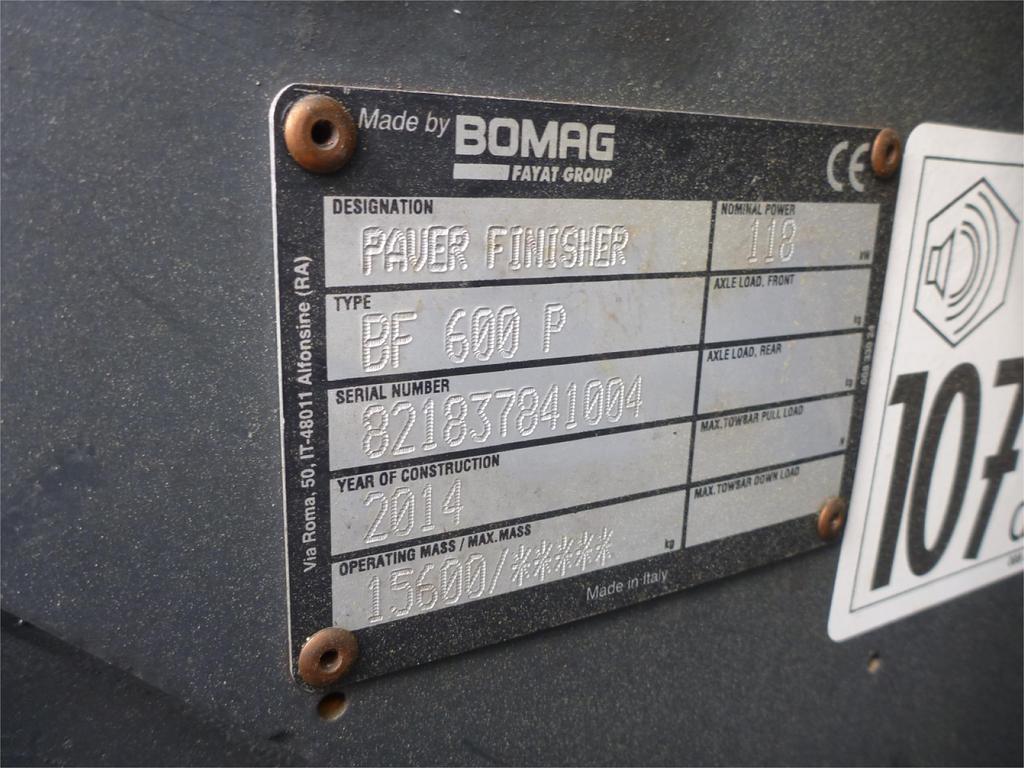 Made by BOMAG
FAYAT GROUP
CE
DESIGNATION
PAVER FINISHER
NOMINAL POWER
118
kW
TYPE
BF 600 P
AXLE LOAD, FRONT
kg
SERIAL NUMBER
821837841004
AXLE LOAD, REAR
kg
YEAR OF CONSTRUCTION
2014
MAX. TOWBAR PULL LOAD
N
OPERATING MASS / MAX. MASS
15600/*****
kg
MAX. TOWBAR DOWN LOAD
Made in Italy
Via Roma, 50, IT-48011 Alfonsine (RA)
107